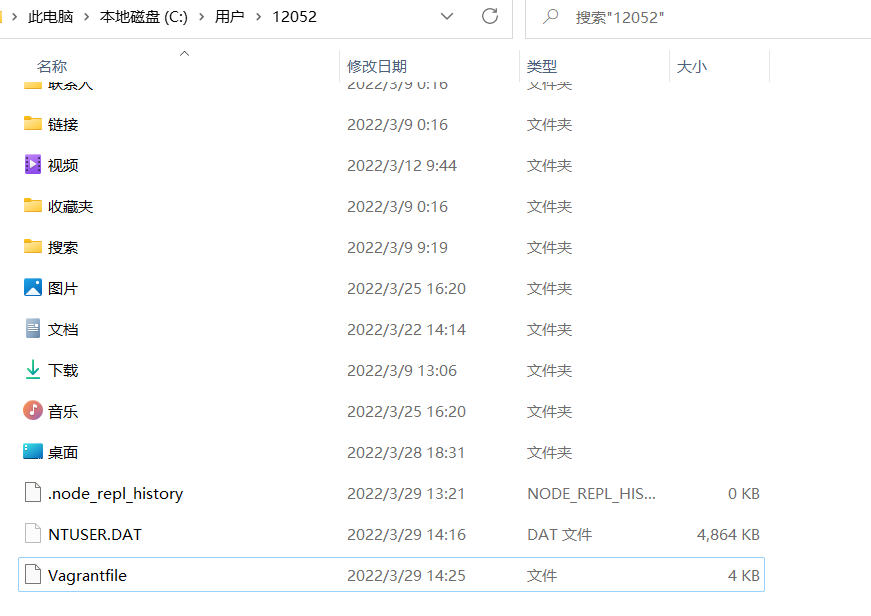 此电脑 › 本地磁盘 (C:) › 用户 › 12052 搜索"12052"
名称 修改日期 类型 大小
联系人 2022/3/9 0:16 文件夹
链接 2022/3/9 0:16 文件夹
视频 2022/3/12 9:44 文件夹
收藏夹 2022/3/9 0:16 文件夹
搜索 2022/3/9 9:19 文件夹
图片 2022/3/25 16:20 文件夹
文档 2022/3/22 14:14 文件夹
下载 2022/3/9 13:06 文件夹
音乐 2022/3/25 16:20 文件夹
桌面 2022/3/28 18:31 文件夹
.node_repl_history 2022/3/29 13:21 NODE_REPL_HIS... 0 KB
NTUSER.DAT 2022/3/29 14:16 DAT 文件 4,864 KB
Vagrantfile 2022/3/29 14:25 文件 4 KB